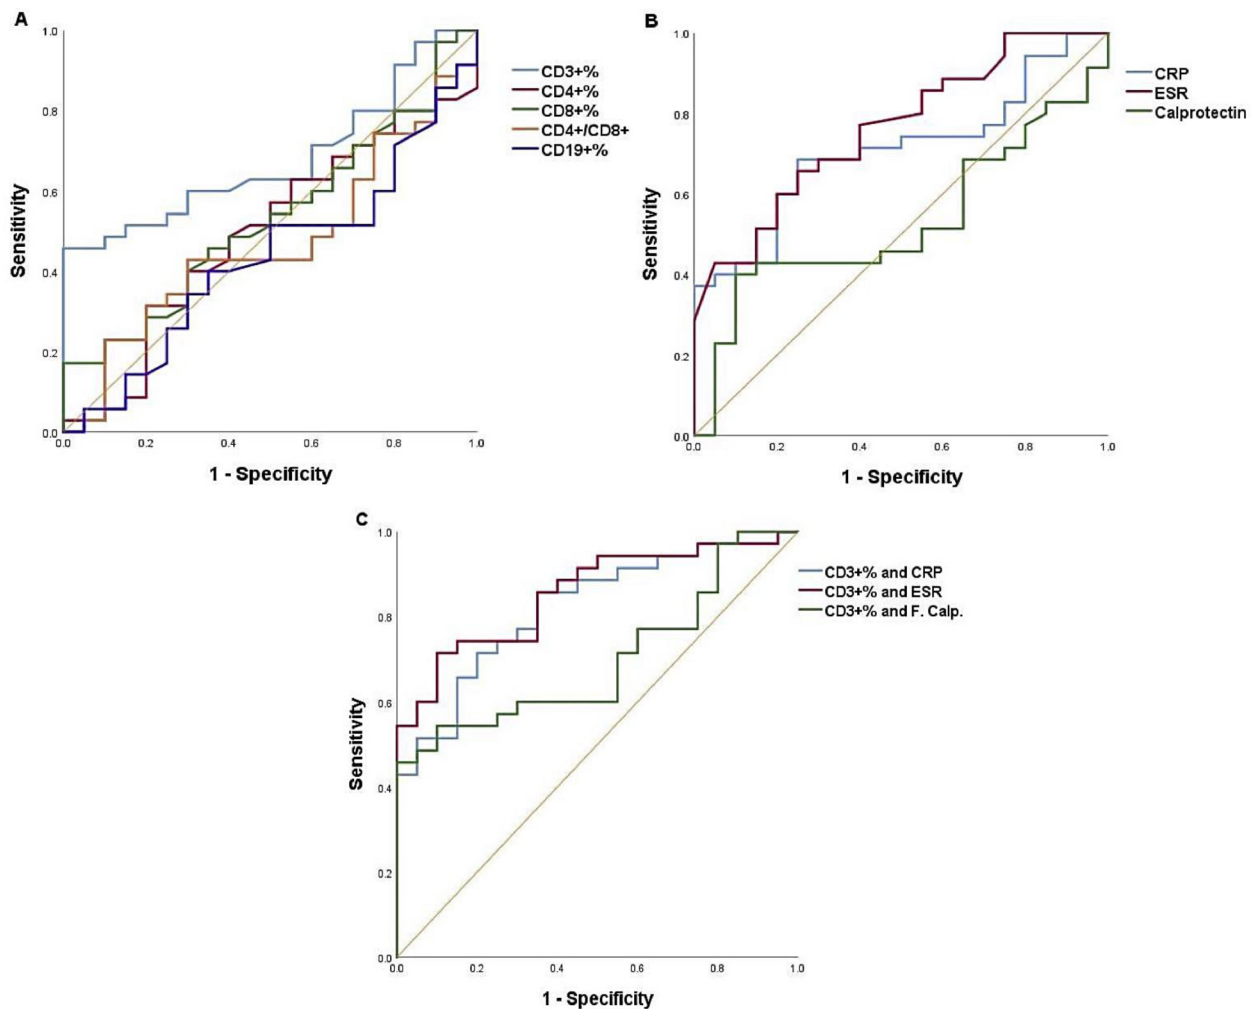 A
1.0
0.8
0.6
0.4
0.2
0.0
0.0 0.2 0.4 0.6 0.8 1.0
Sensitivity
1 - Specificity
CD3+%
CD4+%
CD8+%
CD4+/CD8+
CD19+%
B
1.0
0.8
0.6
0.4
0.2
0.0
0.0 0.2 0.4 0.6 0.8 1.0
Sensitivity
1 - Specificity
CRP
ESR
Calprotectin
C
1.0
0.8
0.6
0.4
0.2
0.0
0.0 0.2 0.4 0.6 0.8 1.0
Sensitivity
1 - Specificity
CD3+% and CRP
CD3+% and ESR
CD3+% and F. Calp.